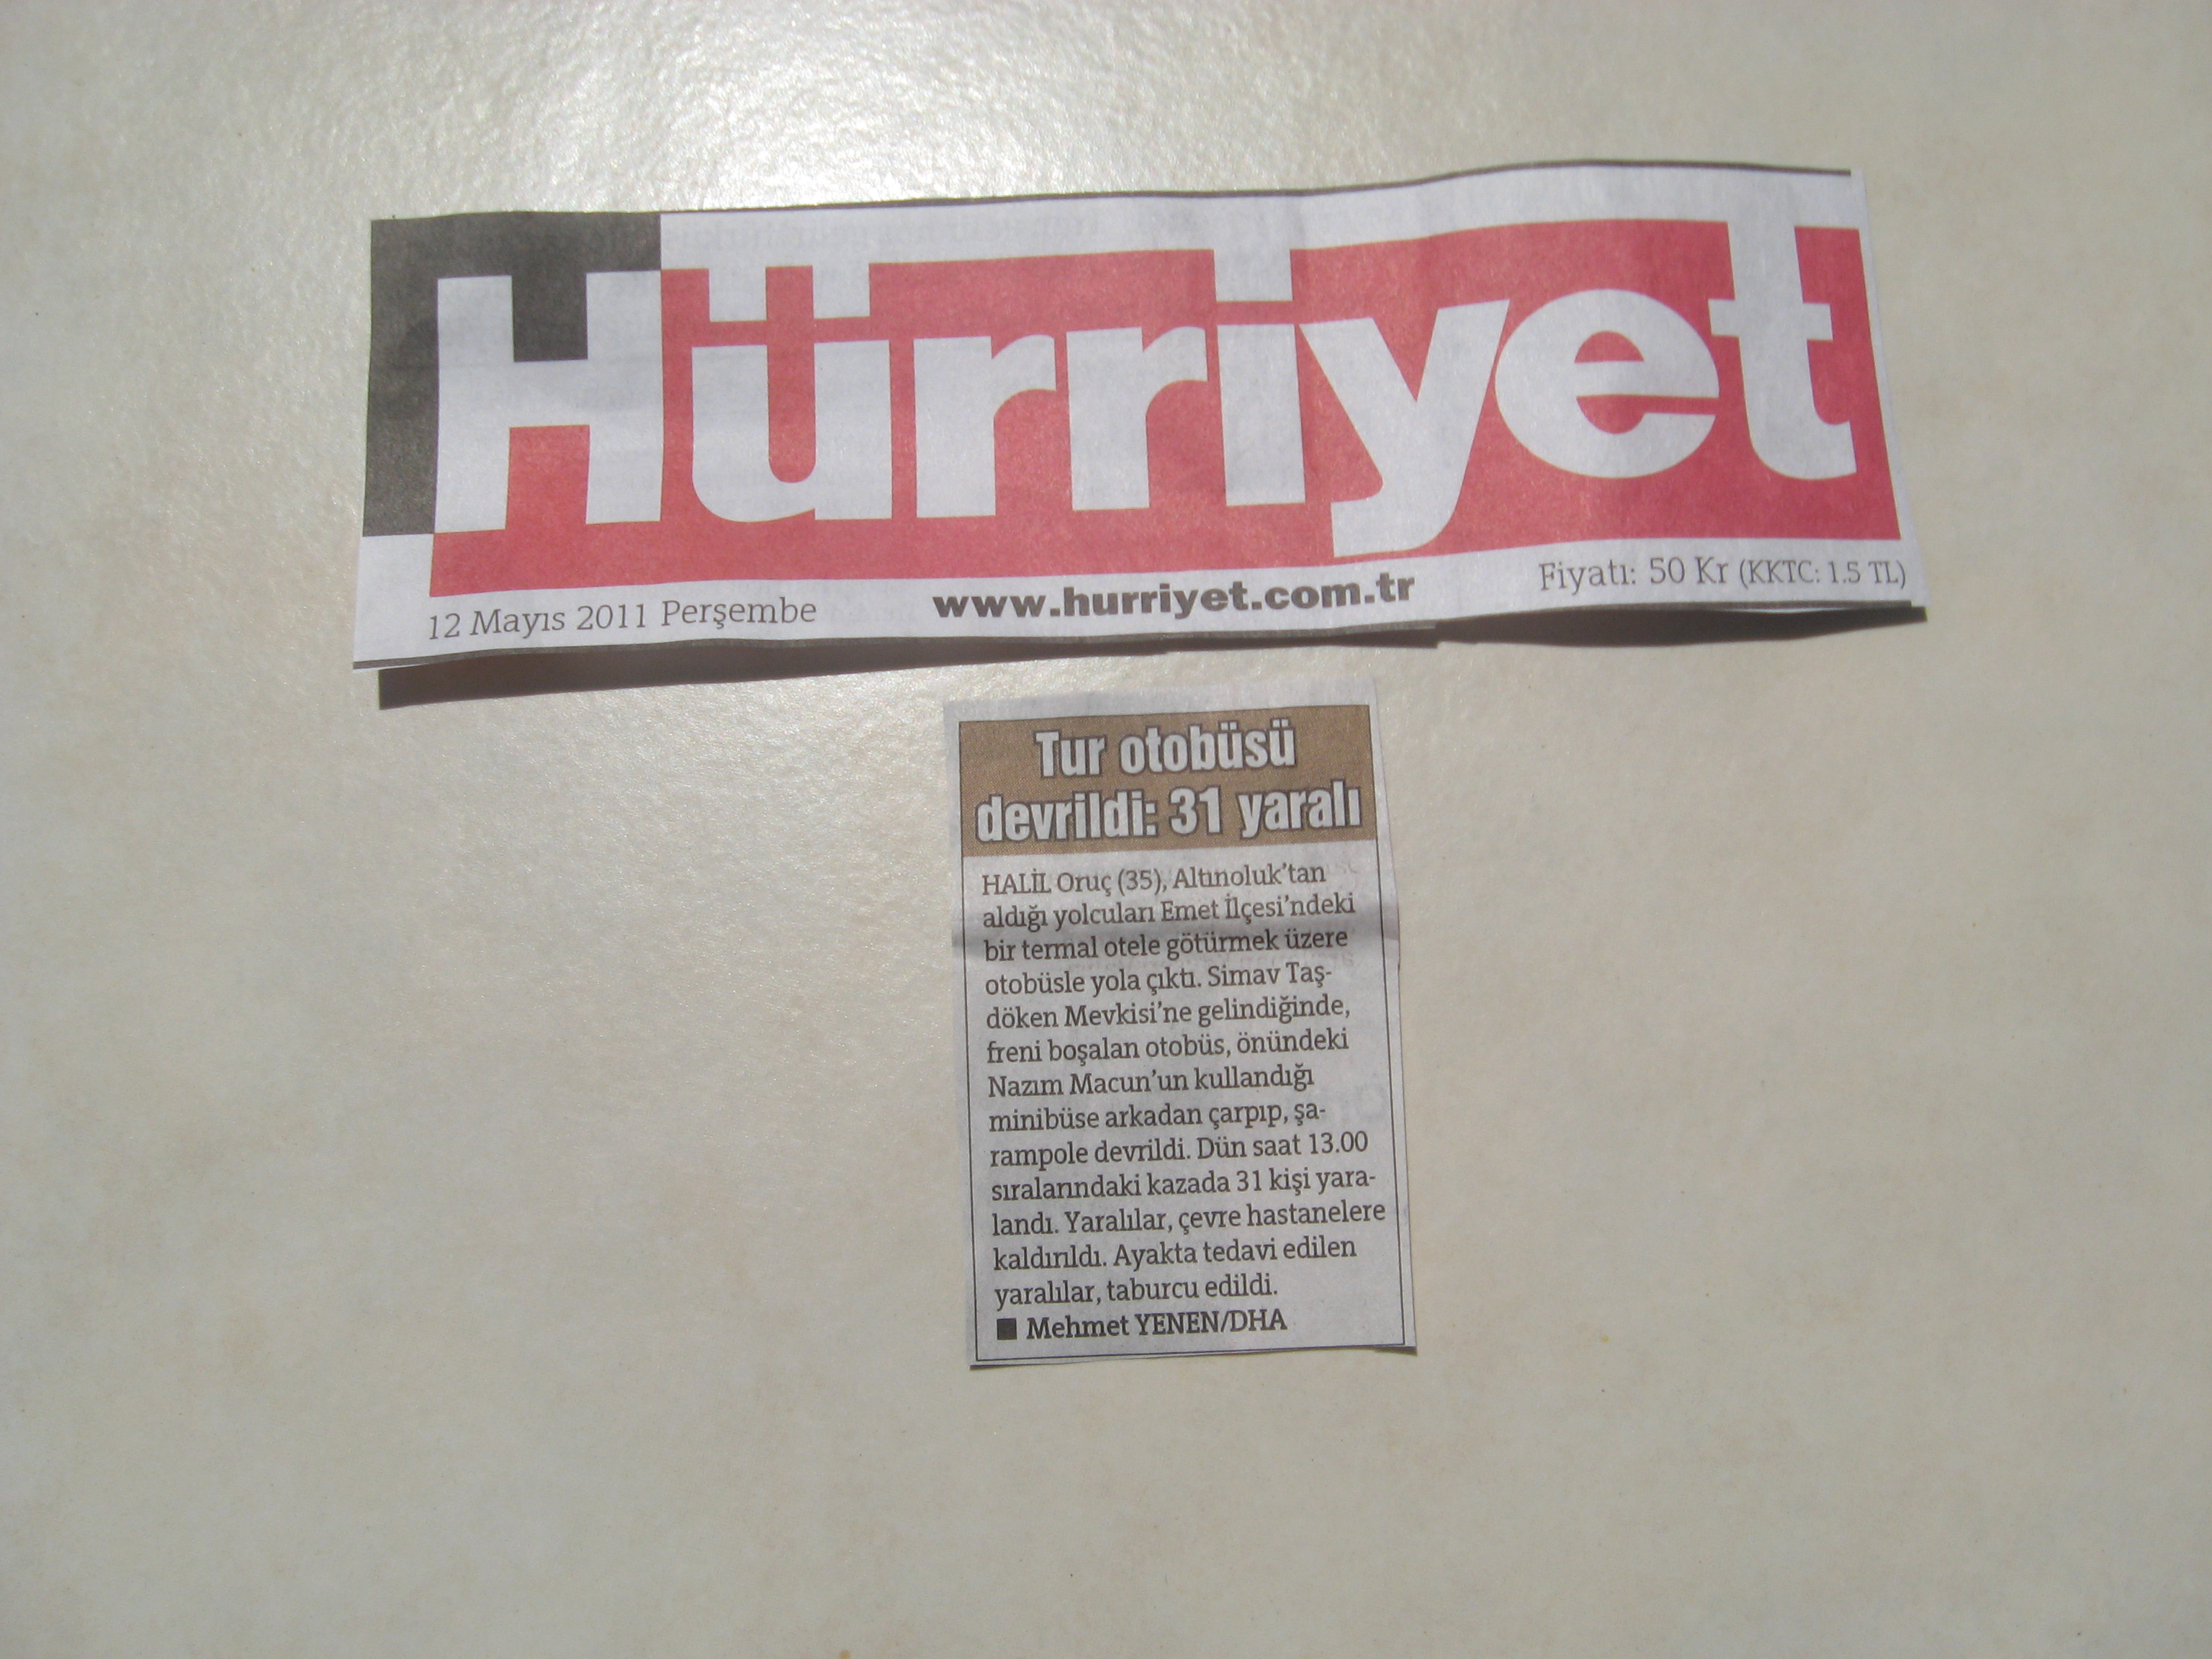 Hürriyet
12 Mayıs 2011 Perşembe
www.hurriyet.com.tr
Fiyatı: 50 Kr (KKTC: 1.5 TL)
Tur otobüsü
devrildi: 31 yaralı
HALİL Oruç (35), Altınoluk'tan
aldığı yolcuları Emet İlçesi'ndeki
bir termal otele götürmek üzere
otobüsle yola çıktı. Simav Taş-
döken Mevkisi'ne gelindiğinde,
freni boşalan otobüs, önündeki
Nazım Macun'un kullandığı
minibüse arkadan çarpıp, şa-
rampole devrildi. Dün saat 13.00
sıralarındaki kazada 31 kişi yara-
landı. Yaralılar, çevre hastanelere
kaldırıldı. Ayakta tedavi edilen
yaralılar, taburcu edildi.
■ Mehmet YENEN/DHA